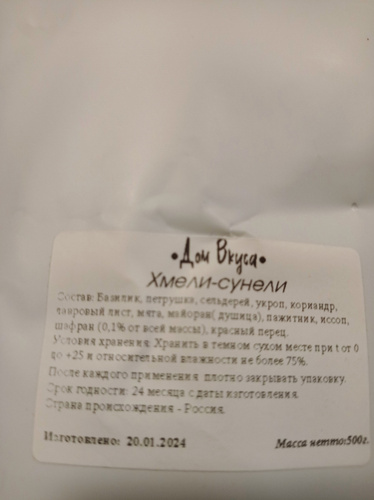 •Дом Вкуса•
Хмели-сунели
Состав: Базилик, петрушка, сельдерей, укроп, кориандр,
лавровый лист, мята, майоран( душица), пажитник, иссоп,
шафран (0,1% от всей массы), красный перец.
Условия хранения: Хранить в темном сухом месте при t от 0
до +25 и относительной влажности не более 75%.
После каждого применения плотно закрывать упаковку.
Срок годности: 24 месяца с даты изготовления.
Страна происхождения - Россия.
Изготовлено: 20.01.2024 Масса нетто:500г.